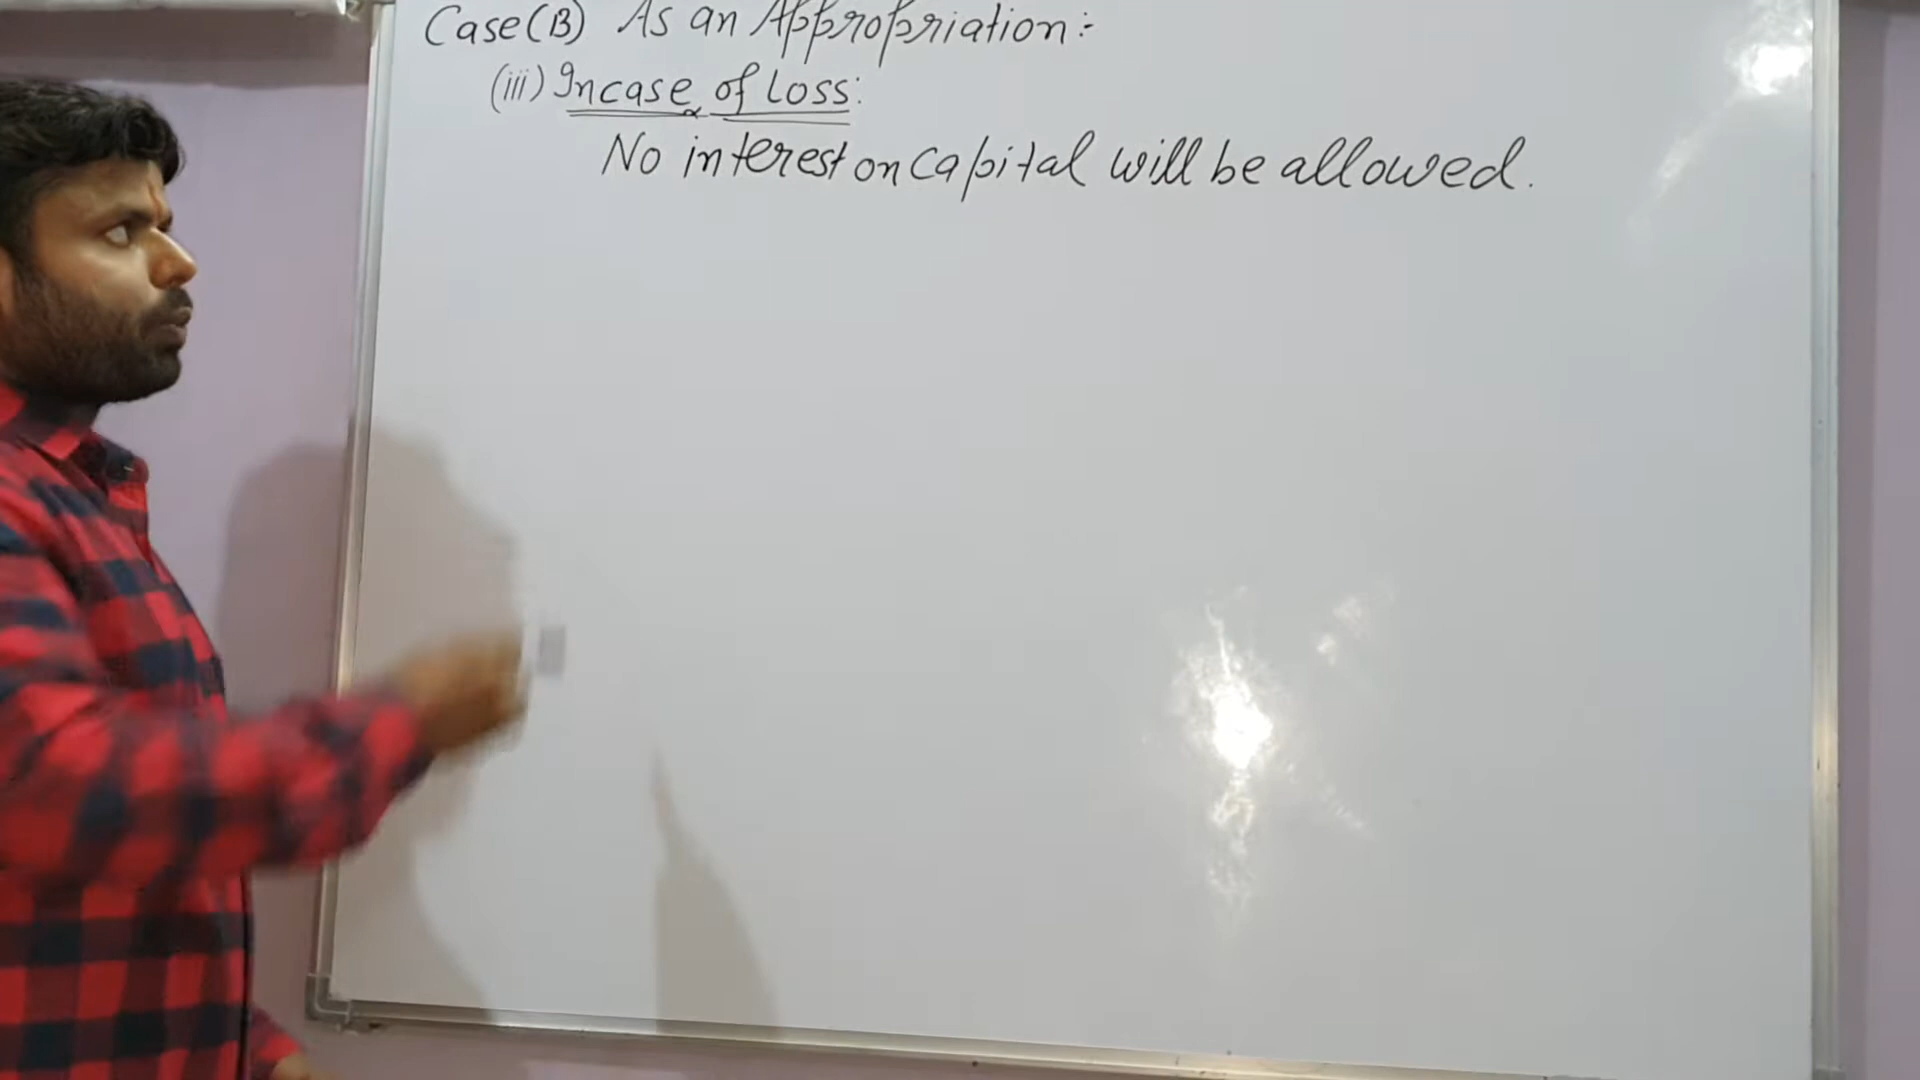 Case(B) As an Appropriation:-
(iii) Incase of Loss:
No interest on capital will be allowed.